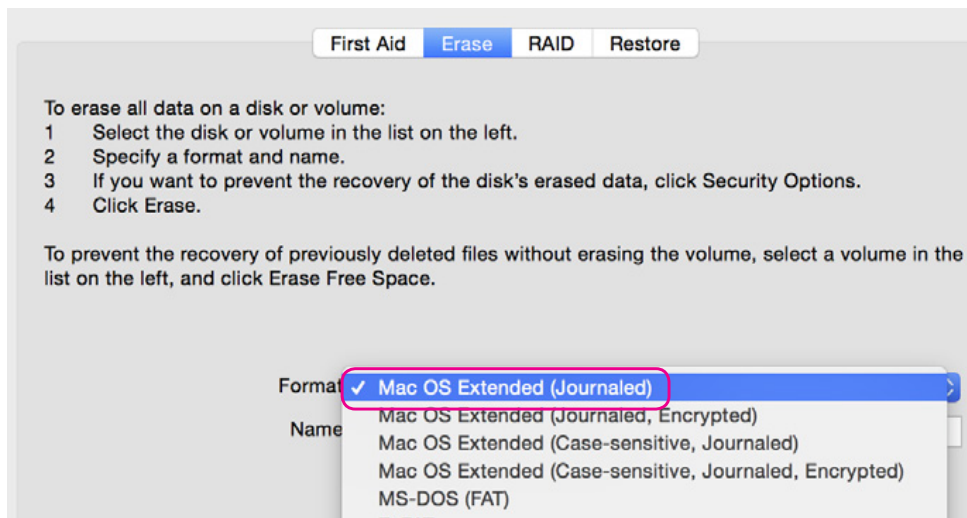 First Aid Erase RAID Restore
To erase all data on a disk or volume:
1 Select the disk or volume in the list on the left.
2 Specify a format and name.
3 If you want to prevent the recovery of the disk's erased data, click Security Options.
4 Click Erase.
To prevent the recovery of previously deleted files without erasing the volume, select a volume in the
list on the left, and click Erase Free Space.
Format ✓ Mac OS Extended (Journaled)
Mac OS Extended (Journaled, Encrypted)
Name
Mac OS Extended (Case-sensitive, Journaled)
Mac OS Extended (Case-sensitive, Journaled, Encrypted)
MS-DOS (FAT)